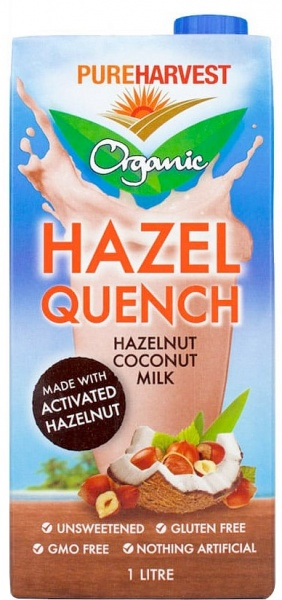 PUREHARVEST
Organic
HAZEL
QUENCH
HAZELNUT
COCONUT
MILK
MADE WITH
ACTIVATED
HAZELNUT
UNSWEETENED GLUTEN FREE
GMO FREE NOTHING ARTIFICIAL
1 LITRE